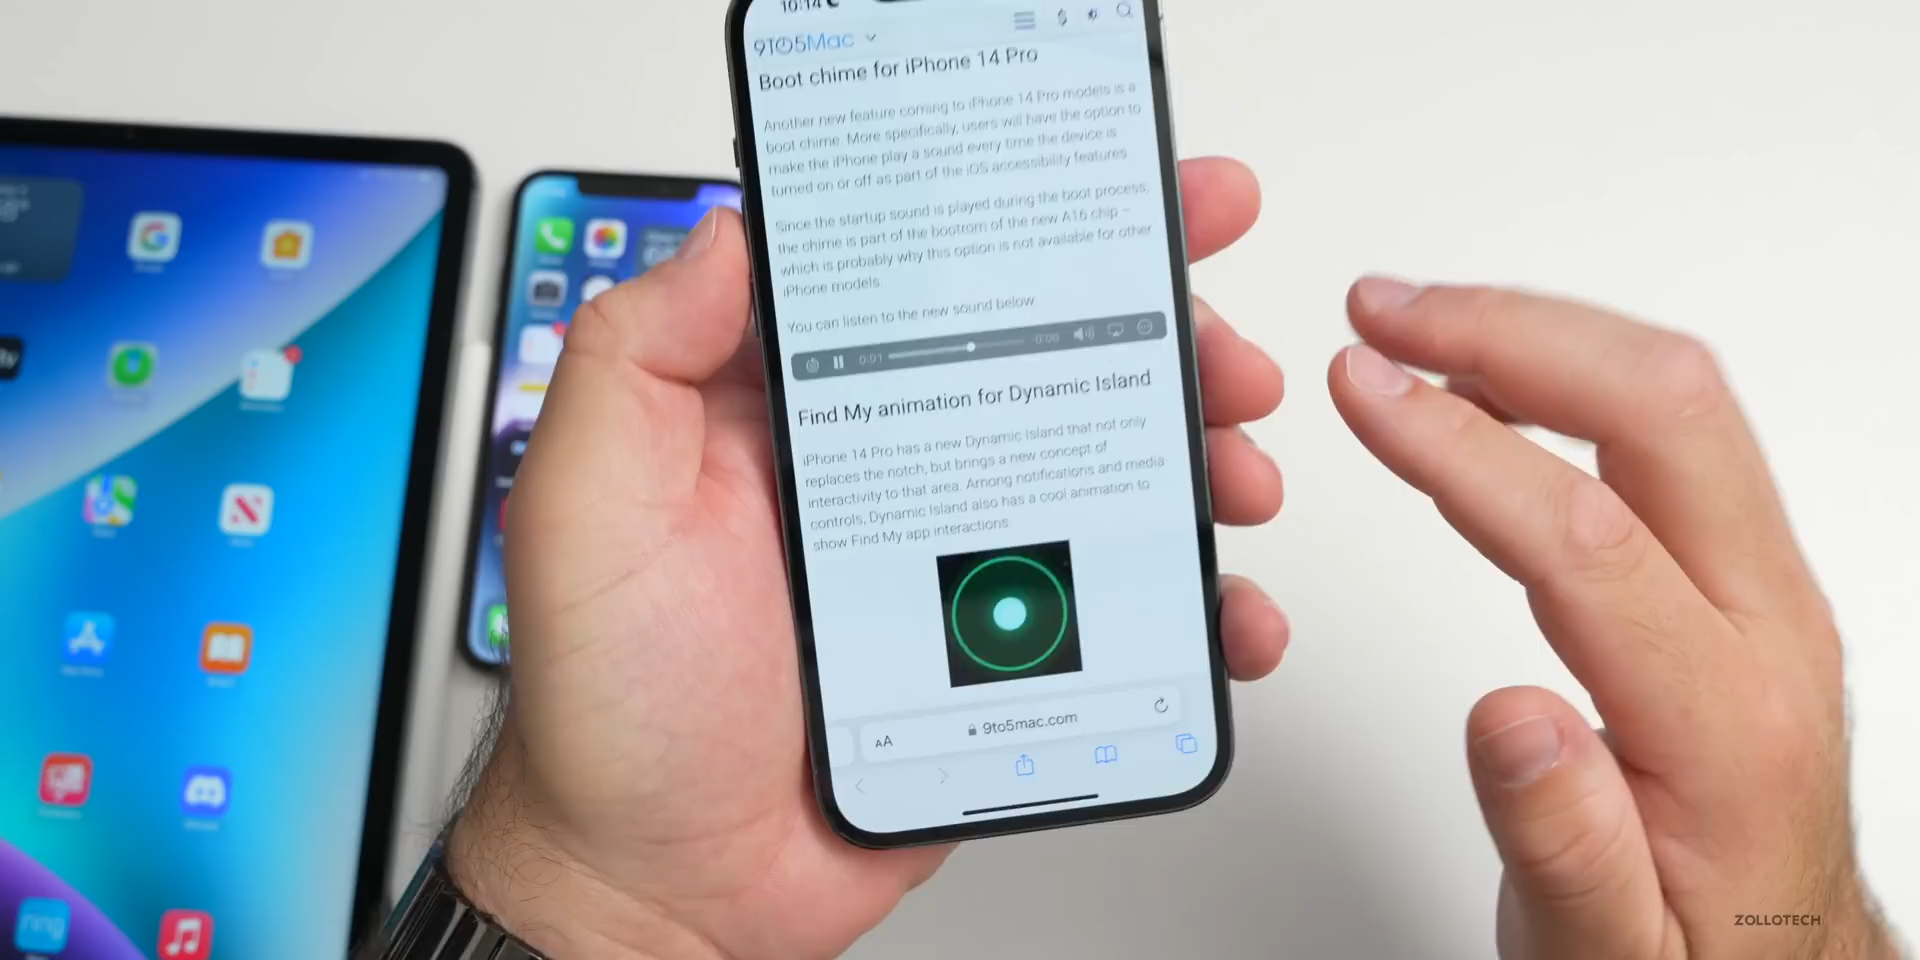 10:14
9TO5Mac
Boot chime for iPhone 14 Pro
Another new feature coming to iPhone 14 Pro models is a
boot chime. More specifically, users will have the option to
make the iPhone play a sound every time the device is
turned on or off as part of the iOS accessibility features.
Since the startup sound is played during the boot process,
the chime is part of the bootrom of the new A16 chip –
which is probably why this option is not available for other
iPhone models.
You can listen to the new sound below
0:01
-0:00
Find My animation for Dynamic Island
iPhone 14 Pro has a new Dynamic Island that not only
replaces the notch, but brings a new concept of
interactivity to that area. Among notifications and media
controls, Dynamic Island also has a cool animation to
show Find My app interactions.
AA
9to5mac.com
ring
ZOLLOTECH